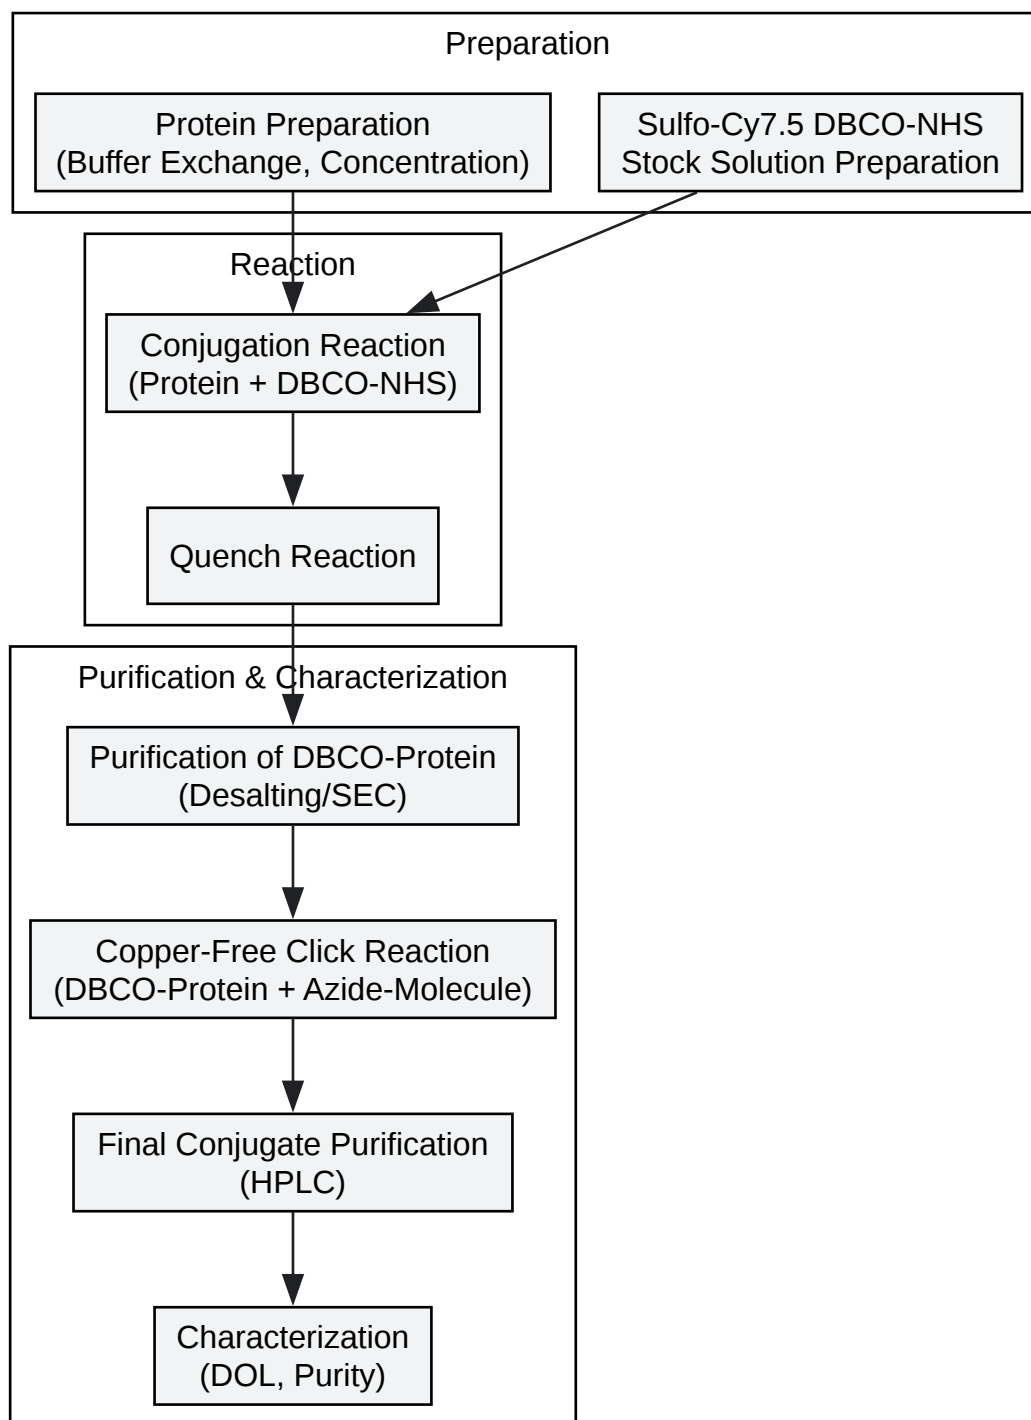 Preparation
Protein Preparation
(Buffer Exchange, Concentration)
Sulfo-Cy7.5 DBCO-NHS
Stock Solution Preparation
Reaction
Conjugation Reaction
(Protein + DBCO-NHS)
Quench Reaction
Purification & Characterization
Purification of DBCO-Protein
(Desalting/SEC)
Copper-Free Click Reaction
(DBCO-Protein + Azide-Molecule)
Final Conjugate Purification
(HPLC)
Characterization
(DOL, Purity)